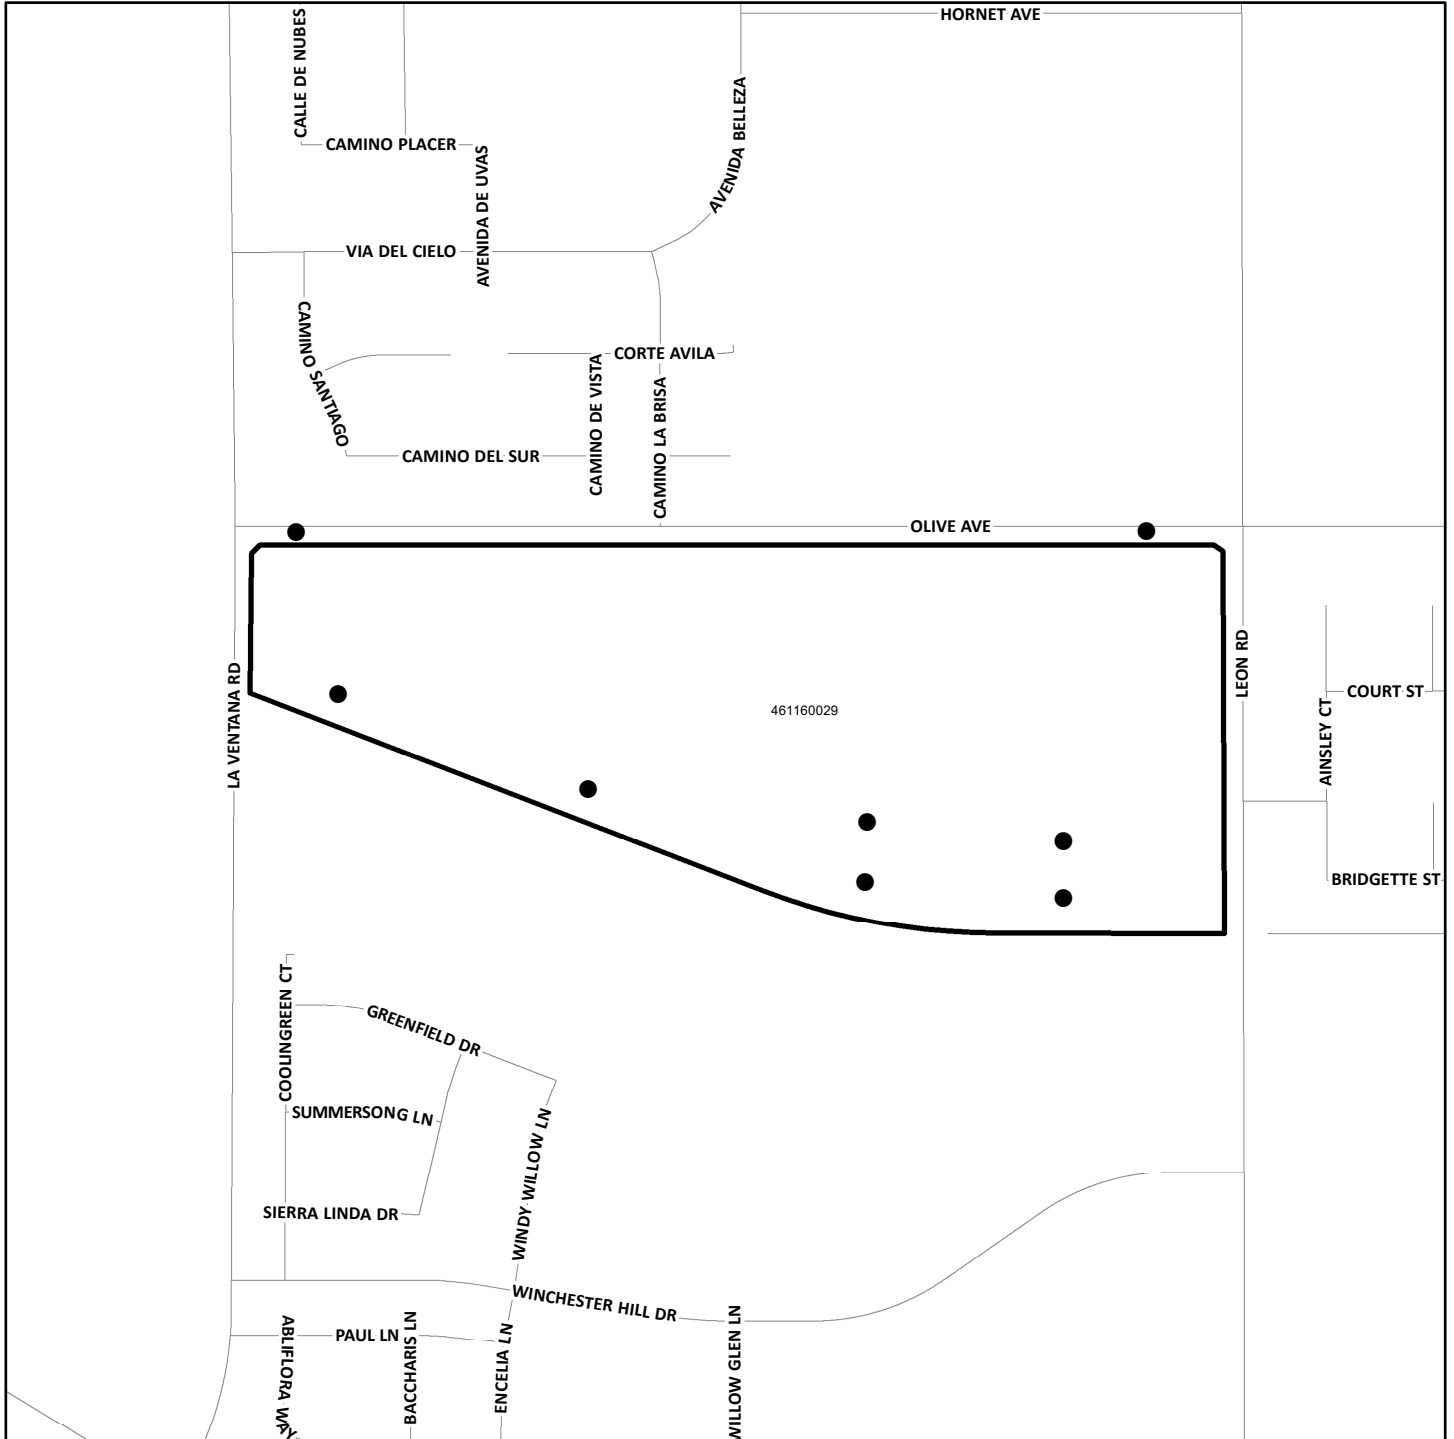 HORNET AVE
CALLE DE NUBES
AVENIDA BELLEZA
CAMINO PLACER
AVENIDA DE UVAS
VIA DEL CIELO
CAMINO SANTIAGO
CORTE AVILA
CAMINO DE VISTA
CAMINO LA BRISA
CAMINO DEL SUR
OLIVE AVE
LA VENTANA RD
461160029
LEON RD
COURT ST
AINSLEY CT
BRIDGETTE ST
COOLINGREEN CT
GREENFIELD DR
SUMMERSONG LN
WINDY WILLOW LN
SIERRA LINDA DR
WINCHESTER HILL DR
ABLIFLORA WAY
PAUL LN
BACCHARIS LN
ENCELIA LN
WILLOW GLEN LN